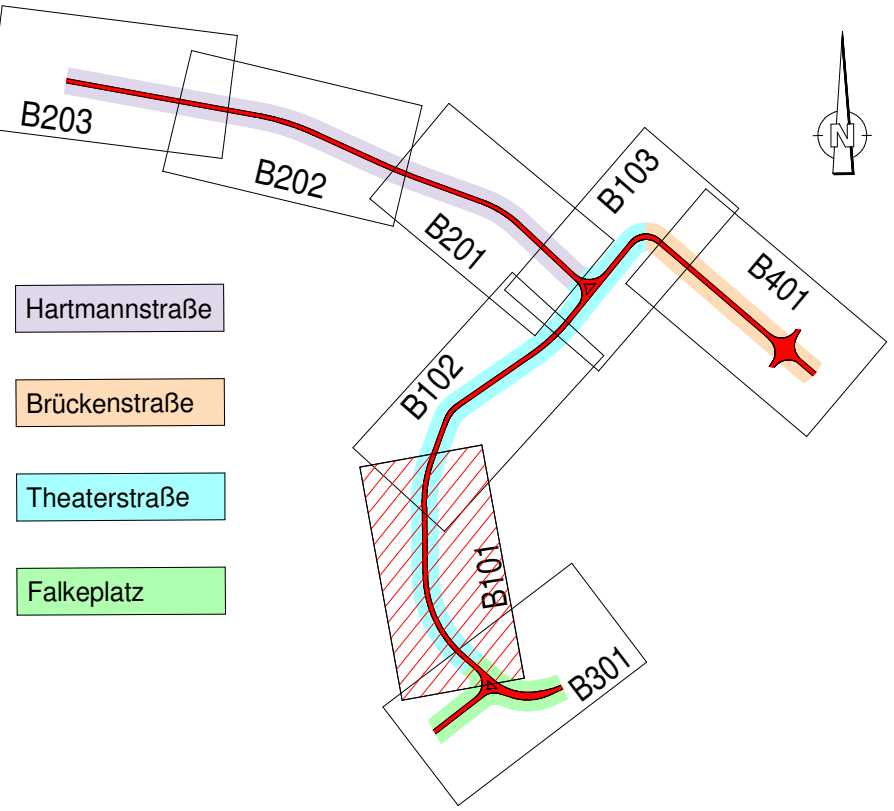 B203
B202
B201
B103
B401
N
Hartmannstraße
Brückenstraße
Theaterstraße
Falkeplatz
B102
B101
B301